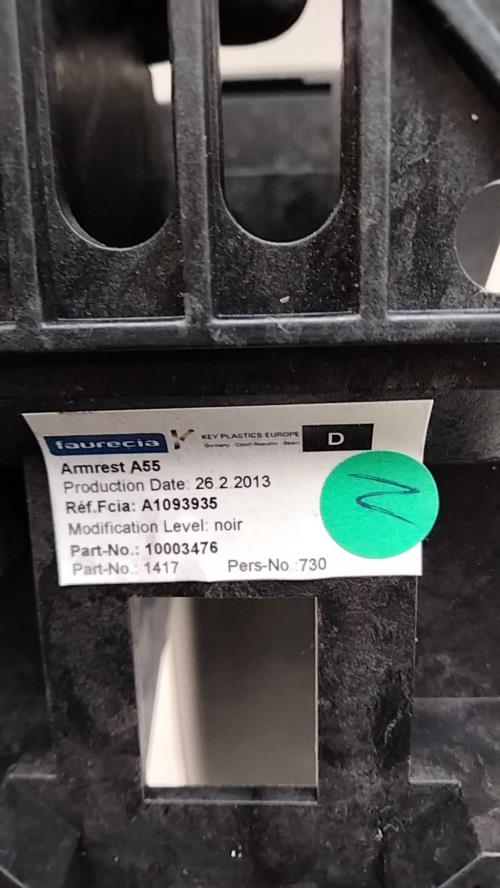 faurecia KEY PLASTICS EUROPE D
Germany - Czech Republic - Spain
Armrest A55
Production Date: 26.2.2013
Réf.Fcia: A1093935
Modification Level: noir
Part-No.: 10003476
Part-No.: 1417 Pers-No.:730